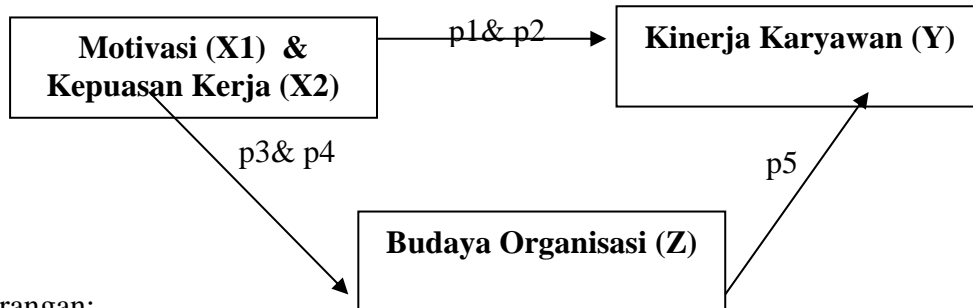 Motivasi (X1) &
Kepuasan Kerja (X2)
p1& p2
Kinerja Karyawan (Y)
p3& p4
p5
Budaya Organisasi (Z)